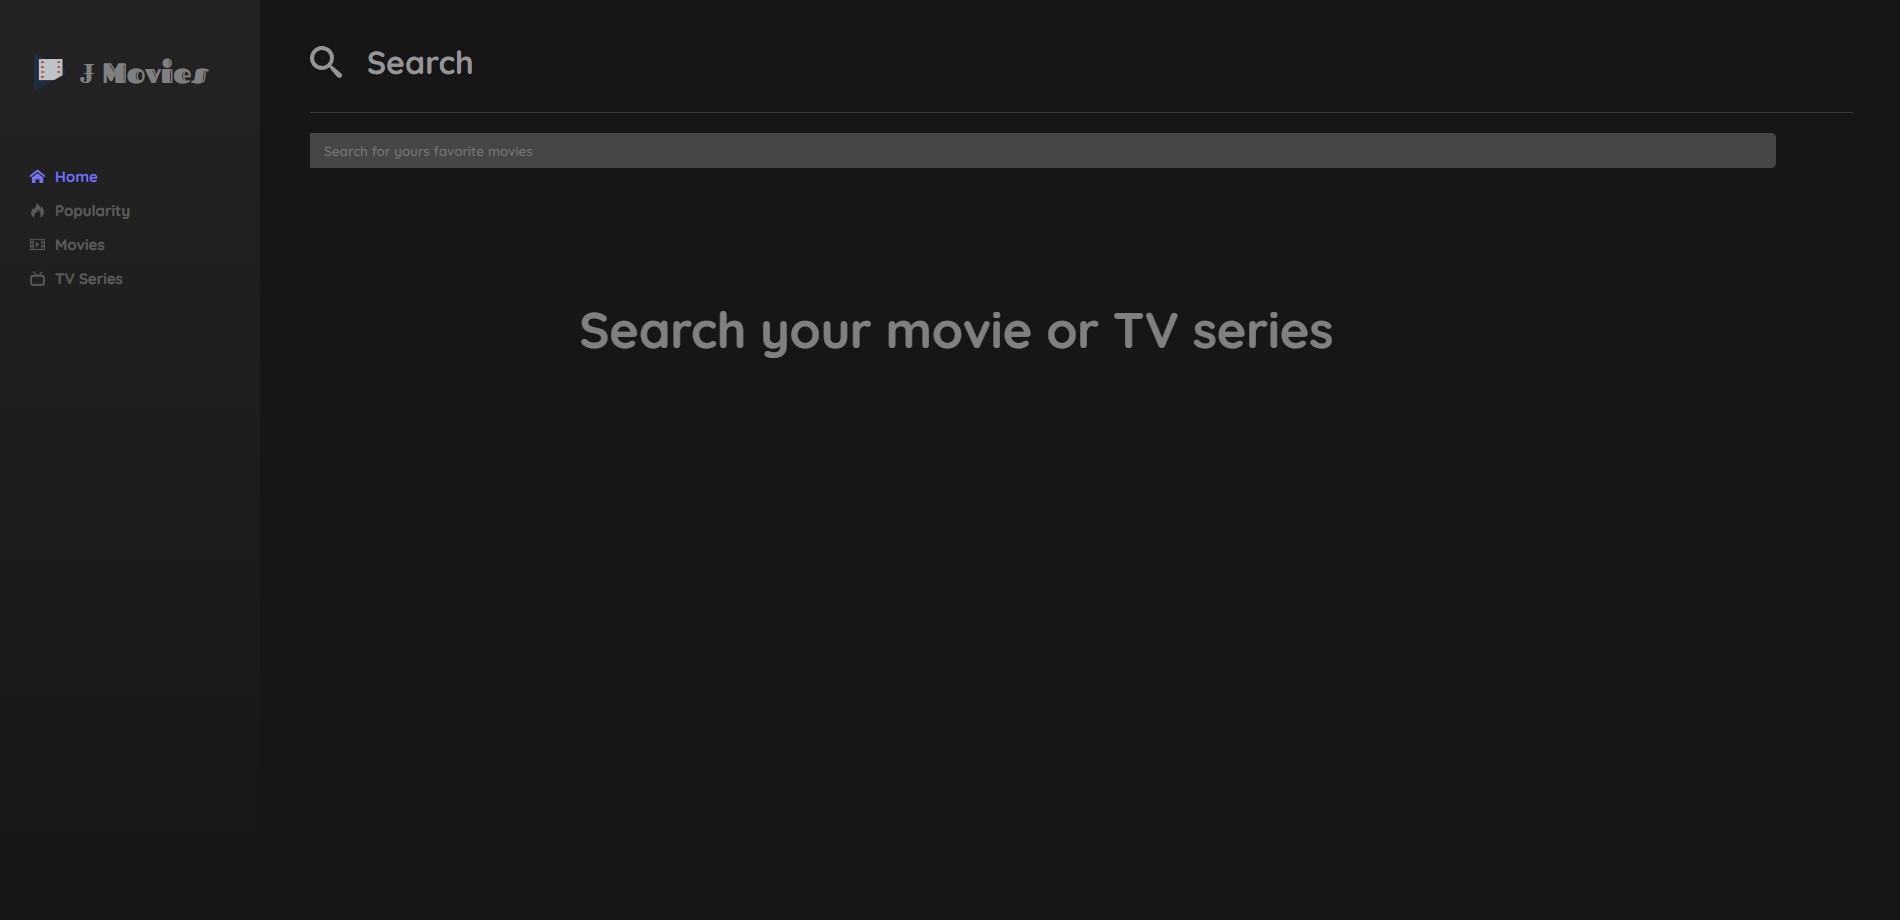 J Movies
Home
Popularity
Movies
TV Series
Search
Search for yours favorite movies
Search your movie or TV series